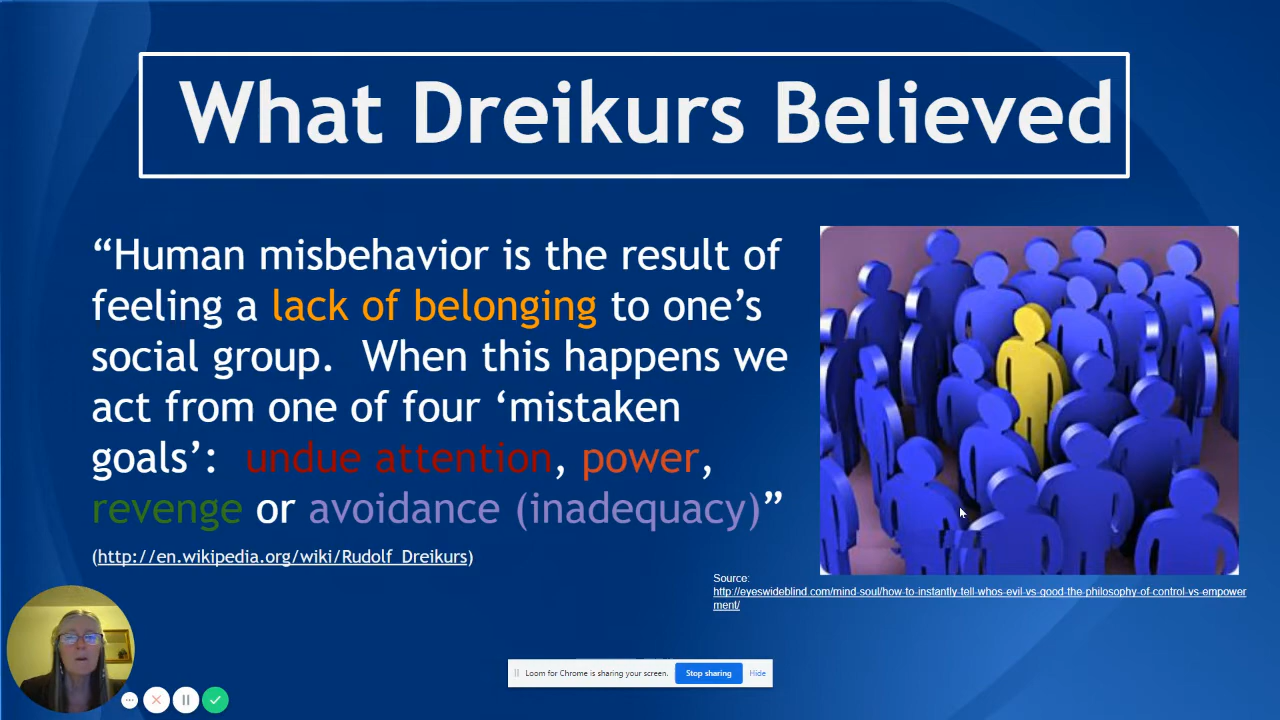 What Dreikurs Believed
“Human misbehavior is the result of
feeling a lack of belonging to one’s
social group.  When this happens we
act from one of four ‘mistaken
goals’:  undue attention, power,
revenge or avoidance (inadequacy)”
(http://en.wikipedia.org/wiki/Rudolf_Dreikurs)
Source:
http://eyeswideblind.com/mind-soul/how-to-instantly-tell-whos-evil-vs-good-the-philosophy-of-control-vs-empower
ment/
Loom for Chrome is sharing your screen. Stop sharing Hide